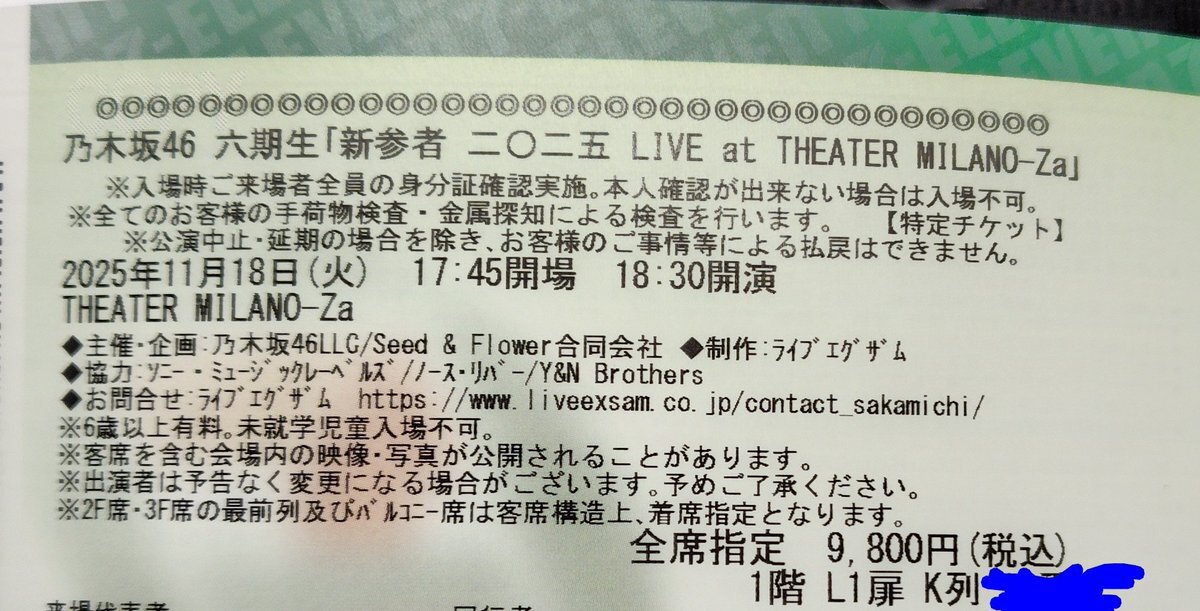 ◎◎◎◎◎◎◎◎◎◎◎◎◎◎◎◎◎◎◎◎◎◎◎◎◎◎◎◎◎◎◎◎◎◎◎◎
乃木坂46 六期生「新参者 二〇二五 LIVE at THEATER MILANO-Za」
※入場時ご来場者全員の身分証確認実施。本人確認が出来ない場合は入場不可。
※全てのお客様の手荷物検査・金属探知による検査を行います。 【特定チケット】
※公演中止・延期の場合を除き、お客様のご事情等による払戻はできません。
2025年11月18日(火) 17:45開場 18:30開演
THEATER MILANO-Za
◆主催・企画:乃木坂46LLC/Seed & Flower合同会社 ◆制作:ﾗｲﾌﾞｴｸﾞｻﾞﾑ
◆協力:ｿﾆｰ・ﾐｭｰｼﾞｯｸﾚｰﾍﾞﾙｽﾞ/ﾉｰｽ・ﾘﾊﾞｰ/Y&N Brothers
◆お問合せ:ﾗｲﾌﾞｴｸﾞｻﾞﾑ https://www.liveexsam.co.jp/contact_sakamichi/
※6歳以上有料。未就学児童入場不可。
※客席を含む会場内の映像・写真が公開されることがあります。
※出演者は予告なく変更になる場合がございます。予めご了承ください。
※2F席・3F席の最前列及びﾊﾞﾙｺﾆｰ席は客席構造上、着席指定となります。
全席指定 9,800円(税込)
1階 L1扉 K列
来場代表者 同行者